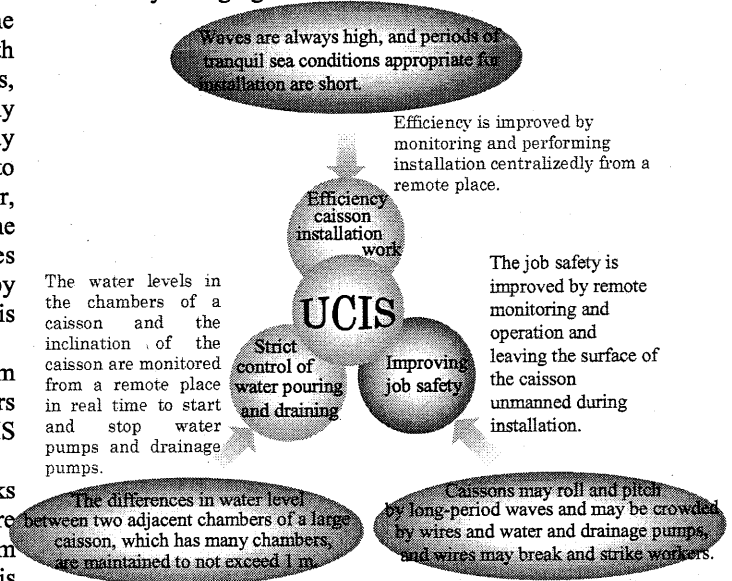 Waves are always high, and periods of
tranquil sea conditions appropriate for
installation are short.
Efficiency is improved by
monitoring and performing
installation centralizedly from a
remote place.
Efficiency
caisson
installation
work
UCIS
The job safety is
improved by remote
monitoring and
operation and
leaving the surface of
the caisson
unmanned during
installation.
The water levels in
the chambers of a
caisson and the
inclination of the
caisson are monitored
from a remote place
in real time to start
and stop water
pumps and drainage
pumps.
Strict
control of
water pouring
and draining
Improving
job safety
The differences in water level
between two adjacent chambers of a large
caisson, which has many chambers,
are maintained to not exceed 1 m.
Caissons may roll and pitch
by long-period waves and may be crowded
by wires and water and drainage pumps,
and wires may break and strike workers.